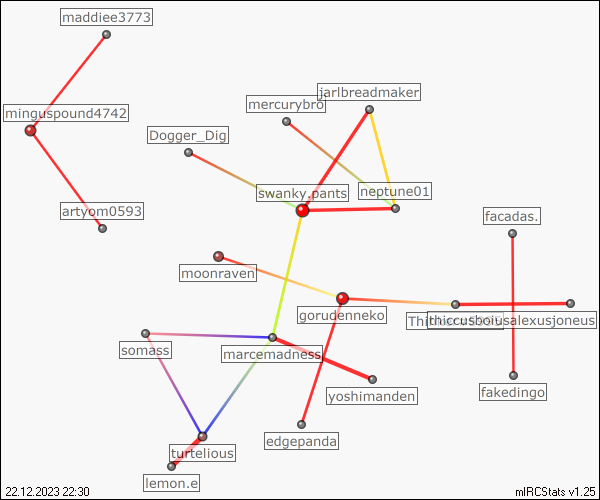 maddiee3773
jarlbreadmaker
mercurybro
minguspound4742
Dogger_Dig
swanky.pants
neptune01
artyom0593
facadas.
moonraven
gorudenneko
thicrusboiusalexusjoneus
somass
marcemadness
yoshimanden
fakedingo
edgepanda
turtelious
lemon.e
22.12.2023 22:30
mIRCStats v1.25